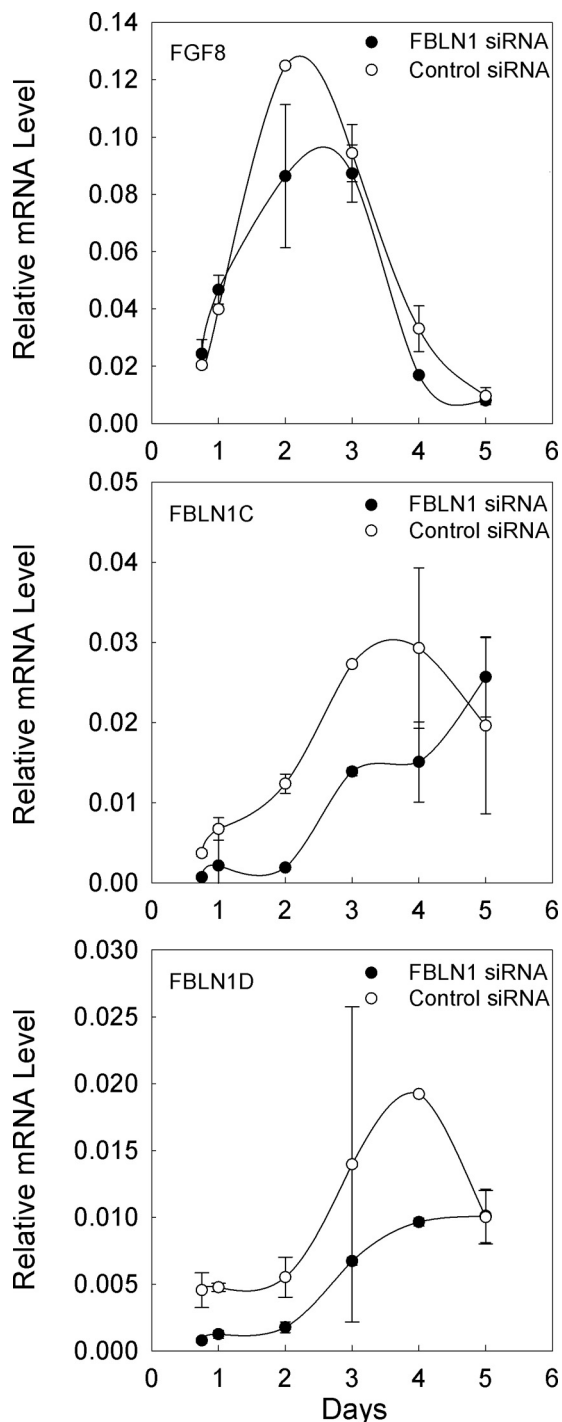 0.14
FGF8
FBLN1 siRNA
Control siRNA
0.12
0.10
0.08
0.06
0.04
0.02
0.00
Relative mRNA Level
0 1 2 3 4 5 6
0.05
FBLN1C
FBLN1 siRNA
Control siRNA
0.04
0.03
0.02
0.01
0.00
Relative mRNA Level
0 1 2 3 4 5 6
0.030
FBLN1D
FBLN1 siRNA
Control siRNA
0.025
0.020
0.015
0.010
0.005
0.000
Relative mRNA Level
0 1 2 3 4 5 6
Days